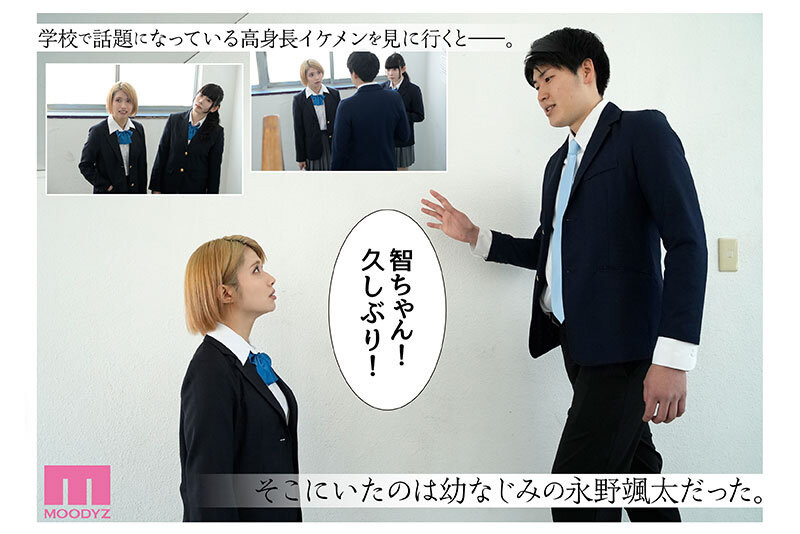 学校で話題になっている高身長イケメンを見に行くと――。
智ちゃん！
久しぶり！
そこにいたのは幼なじみの永野颯太だった。
MOODYZ